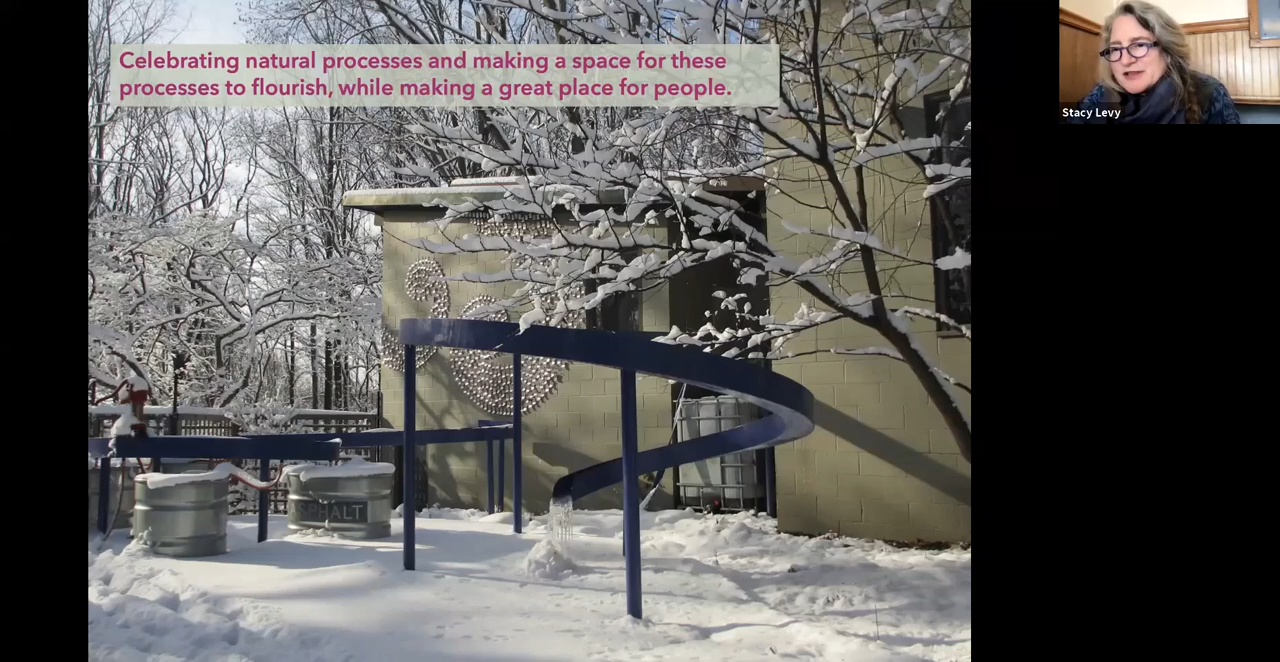 Celebrating natural processes and making a space for these
processes to flourish, while making a great place for people.
Stacy Levy
ASPHALT